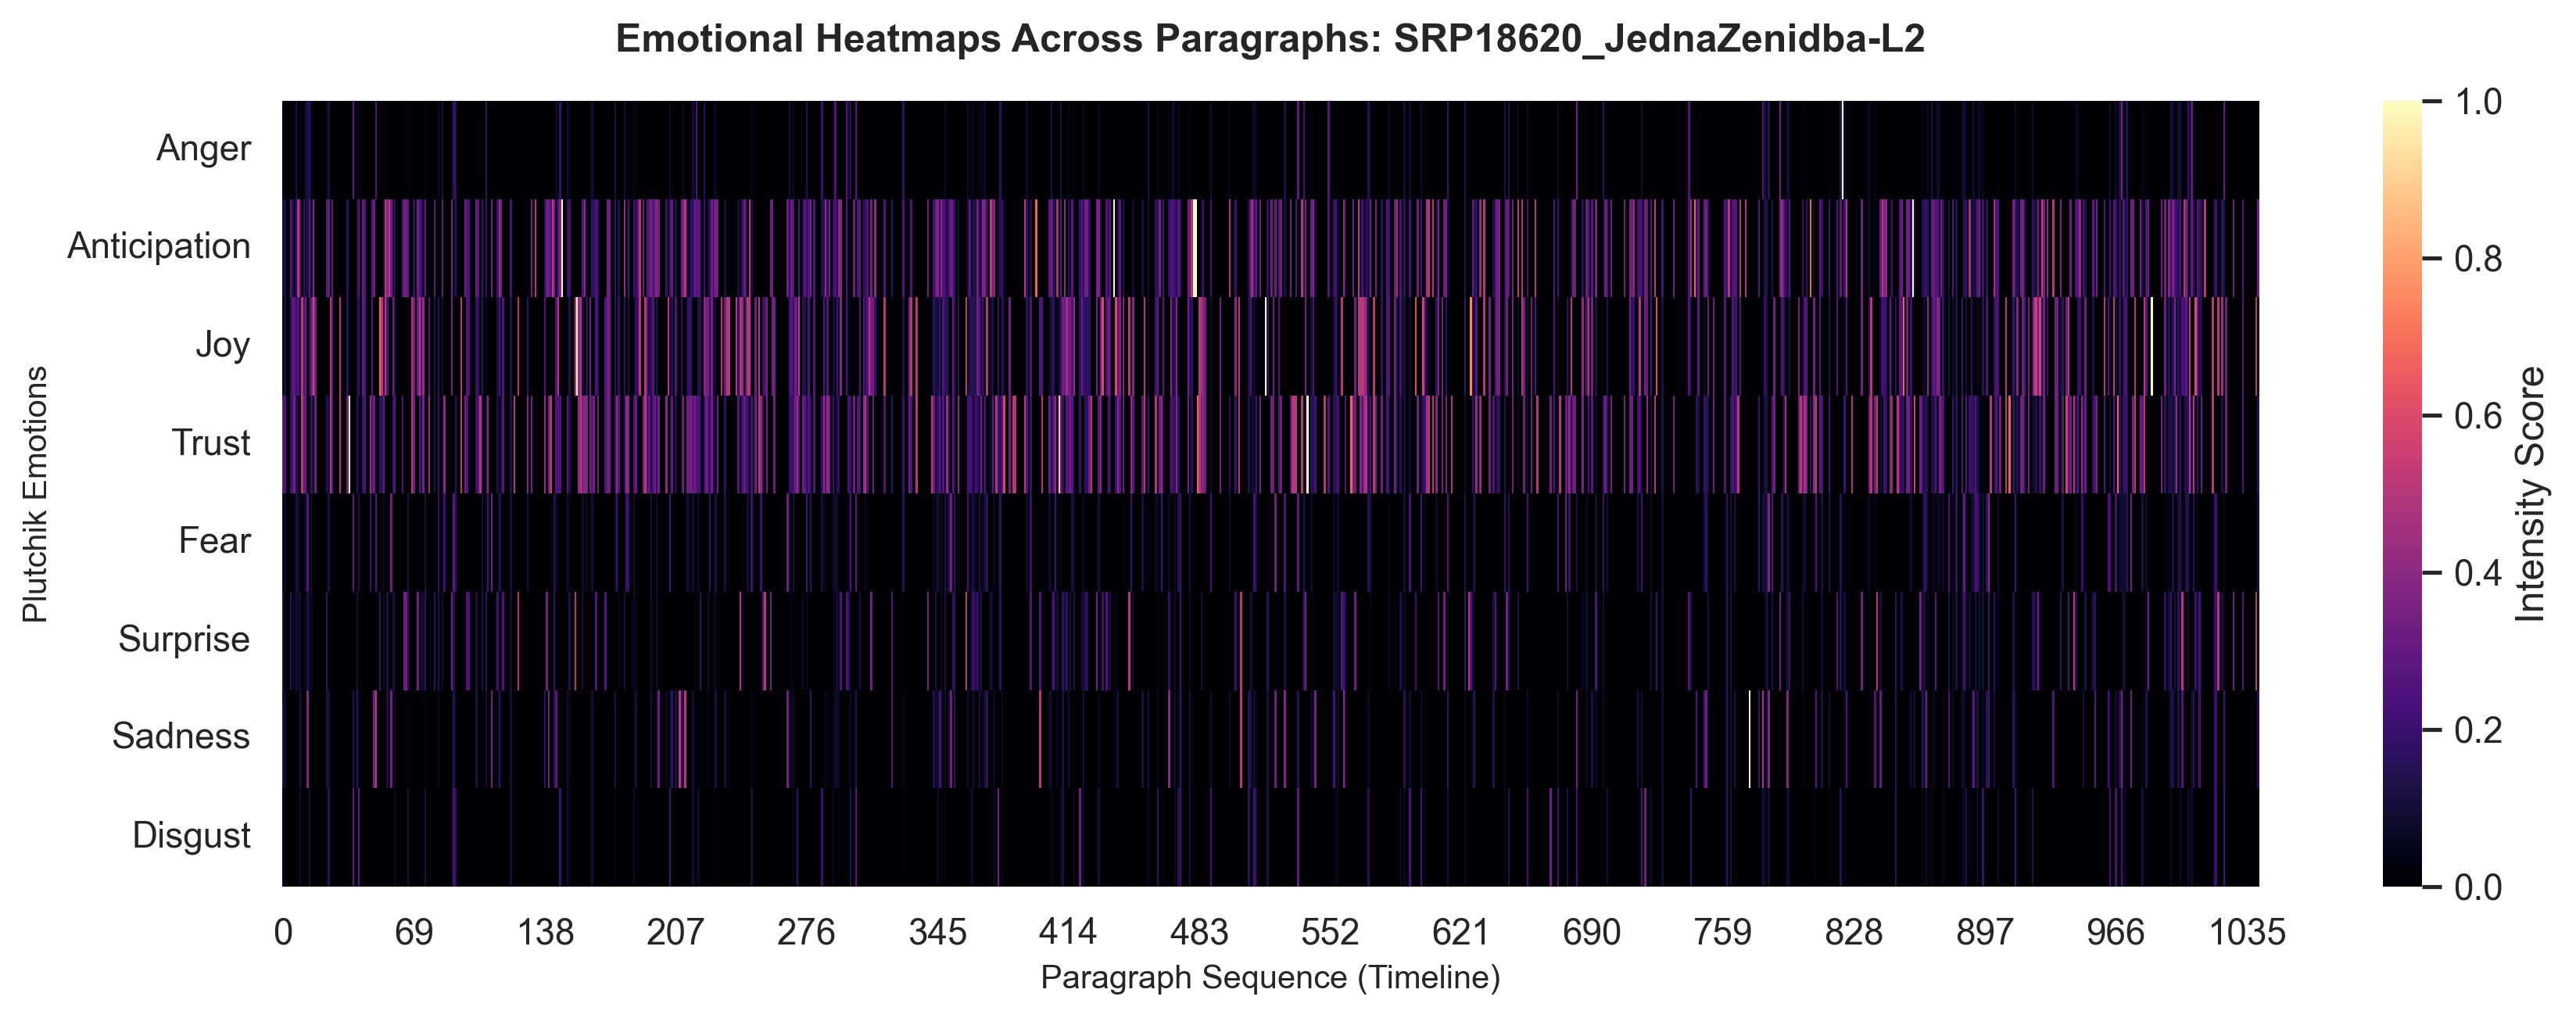 Emotional Heatmaps Across Paragraphs: SRP18620_JednaZenidba-L2
Plutchik Emotions
Anger
Anticipation
Joy
Trust
Fear
Surprise
Sadness
Disgust
0 69 138 207 276 345 414 483 552 621 690 759 828 897 966 1035
Paragraph Sequence (Timeline)
1.0
0.8
0.6
0.4
0.2
0.0
Intensity Score